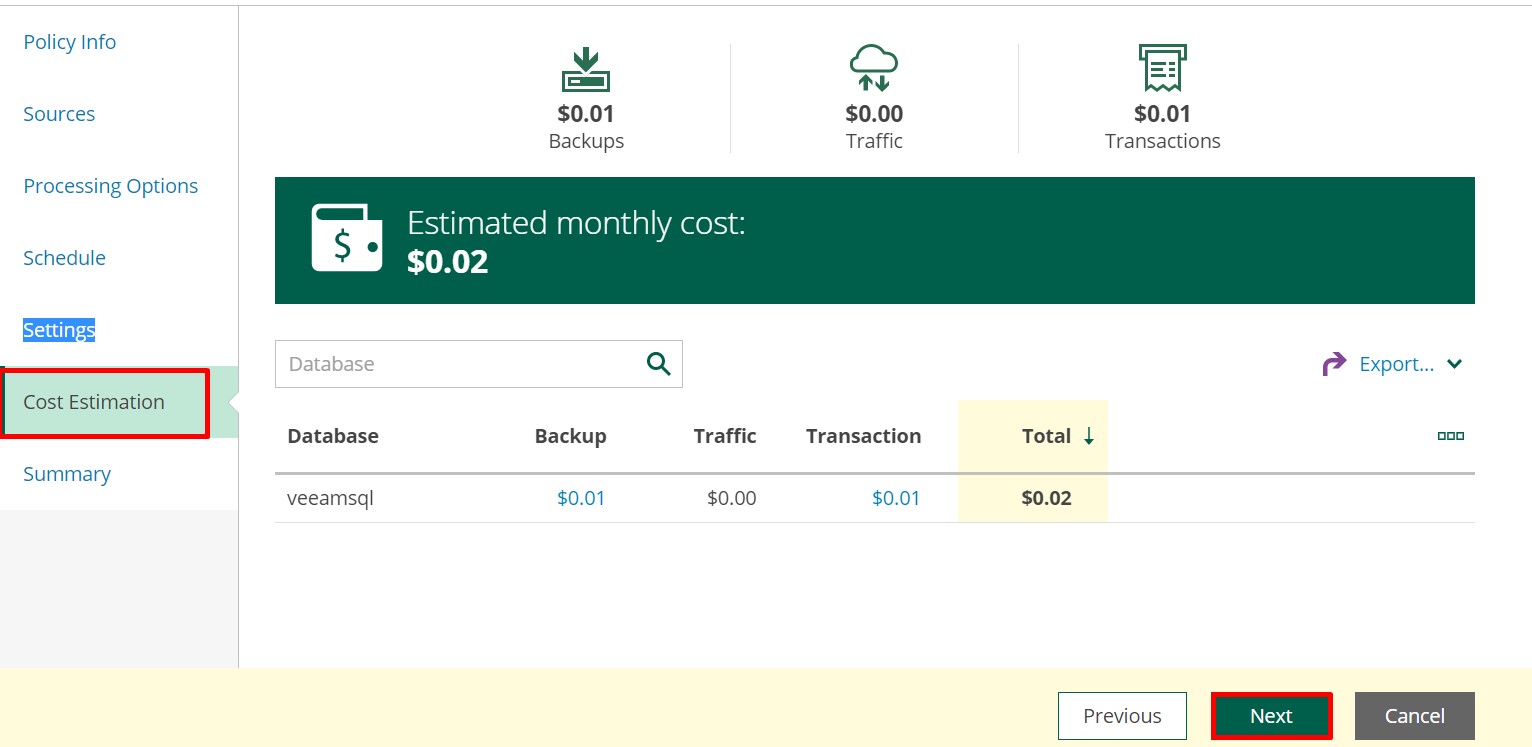 Policy Info
Sources
Processing Options
Schedule
Settings
Cost Estimation
Summary
$0.01 $0.00 $0.01
Backups Traffic Transactions
$
Estimated monthly cost:
$0.02
Database
Export...
Database Backup Traffic Transaction Total
veeamsql $0.01 $0.00 $0.01 $0.02
Previous Next Cancel